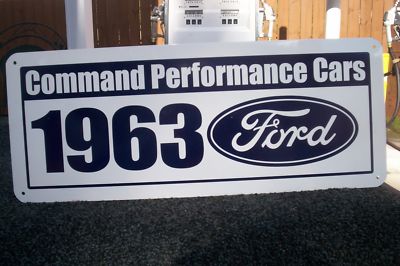 Command Performance Cars
1963 Ford